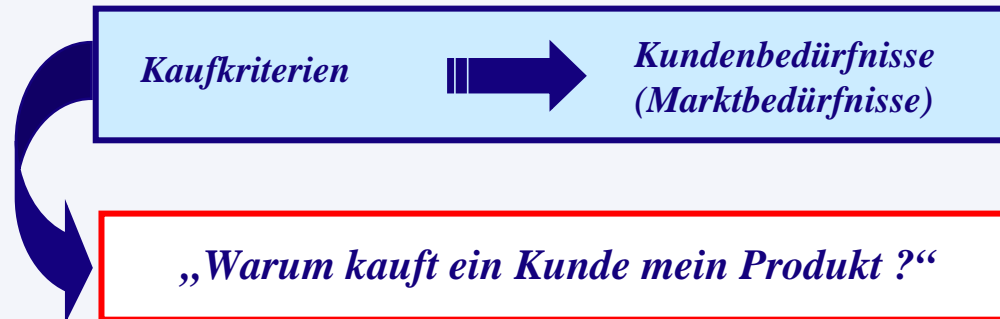 Kaufkriterien
Kundenbedürfnisse
(Marktbedürfnisse)
„Warum kauft ein Kunde mein Produkt ?“